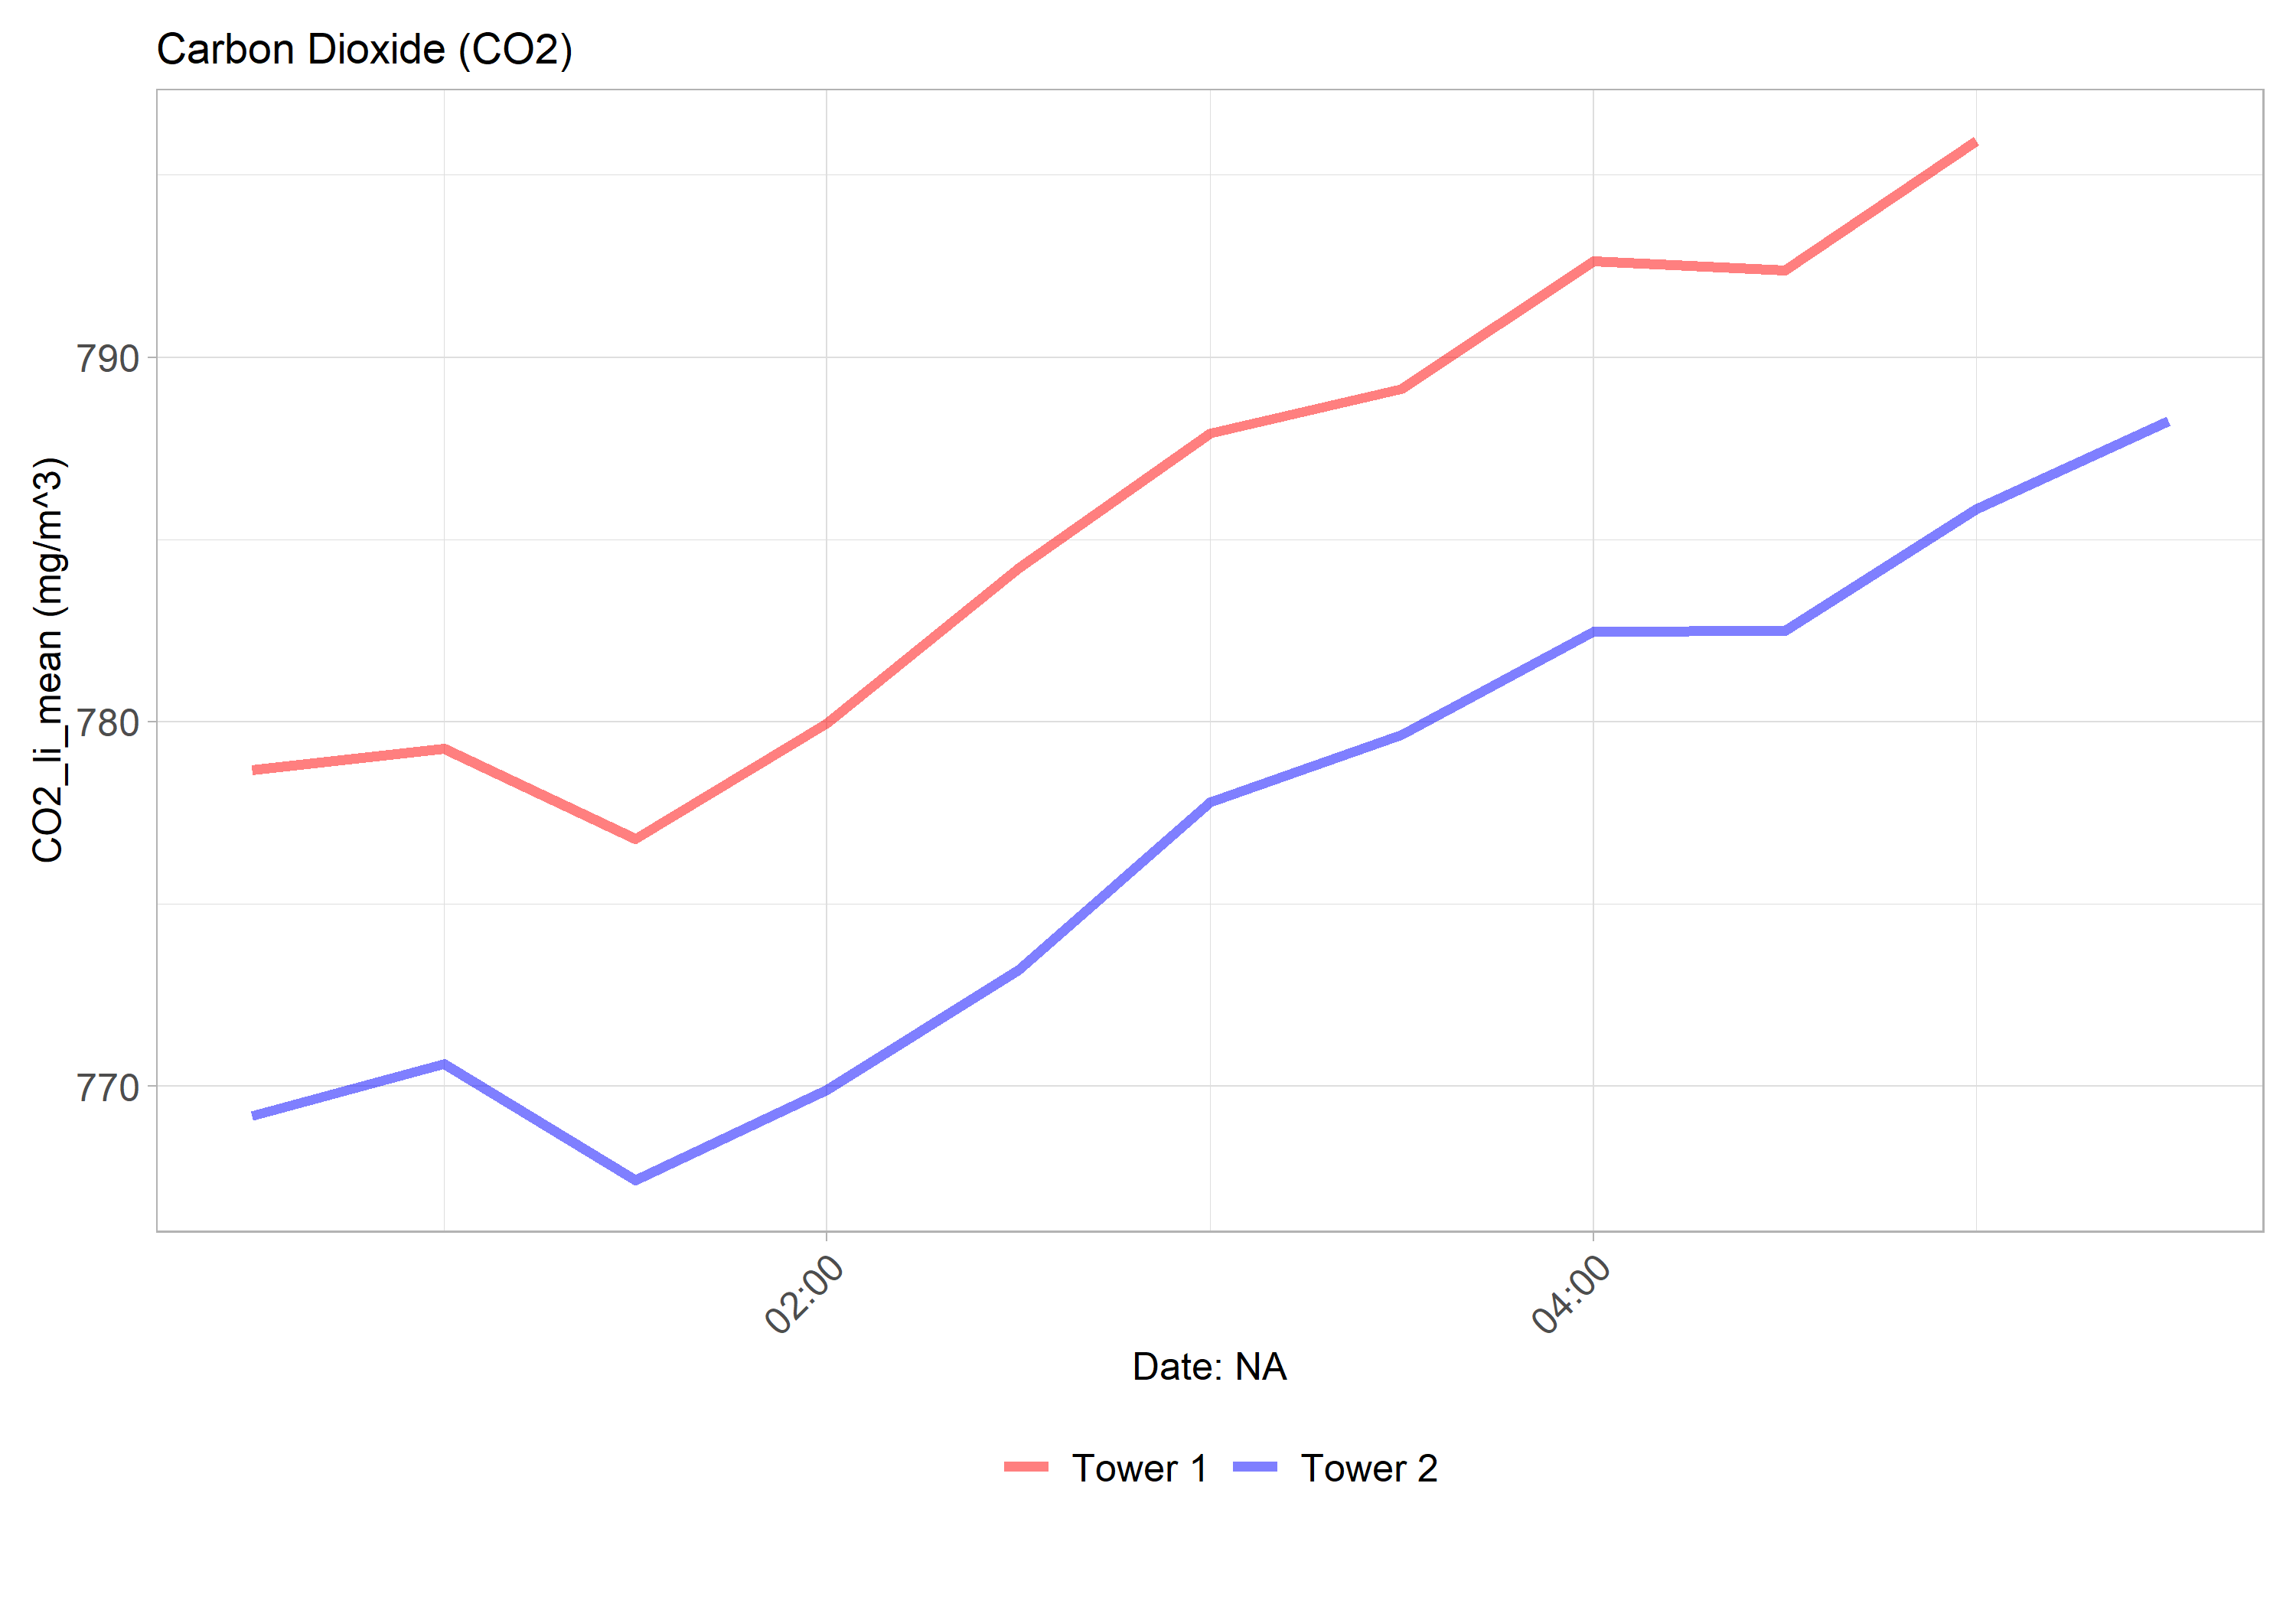 Carbon Dioxide (CO2)
CO2_li_mean (mg/m^3)
790
780
770
02:00
04:00
Date: NA
Tower 1
Tower 2